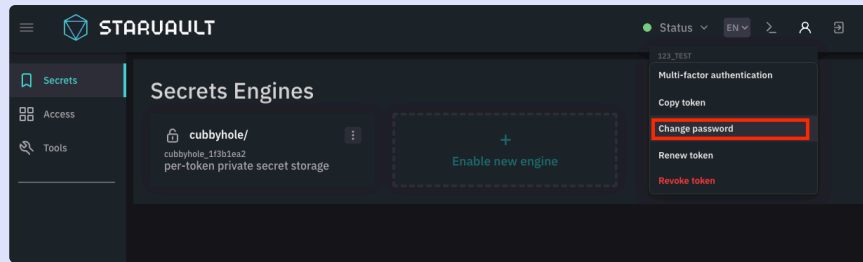 STARVAULT
Status
EN
Secrets
Access
Tools
Secrets Engines
cubbyhole/
cubbyhole_1f3b1ea2
per-token private secret storage
+
Enable new engine
123_TEST
Multi-factor authentication
Copy token
Change password
Renew token
Revoke token